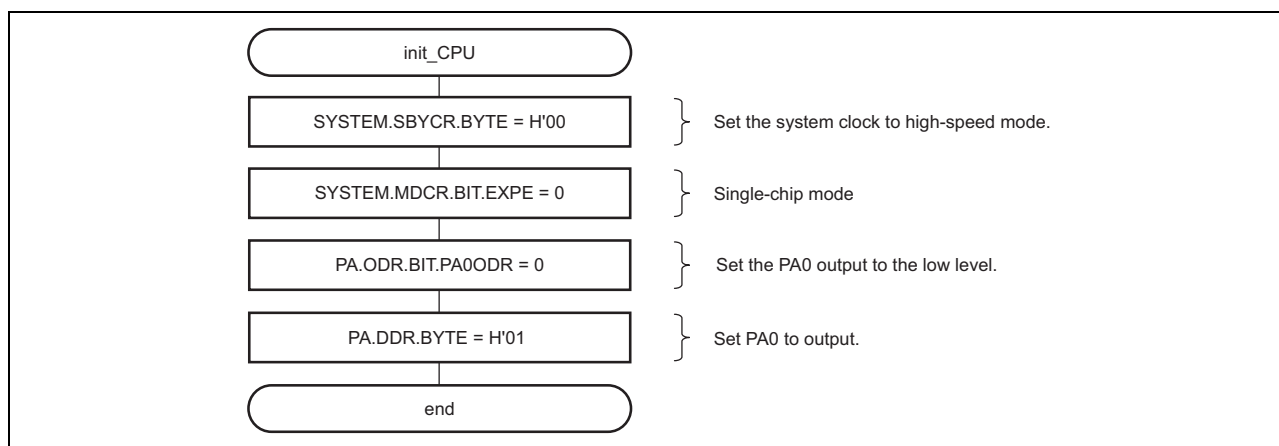 init_CPU
SYSTEM.SBYCR.BYTE = H'00
Set the system clock to high-speed mode.
SYSTEM.MDCR.BIT.EXPE = 0
Single-chip mode
PA.ODR.BIT.PA0ODR = 0
Set the PA0 output to the low level.
PA.DDR.BYTE = H'01
Set PA0 to output.
end